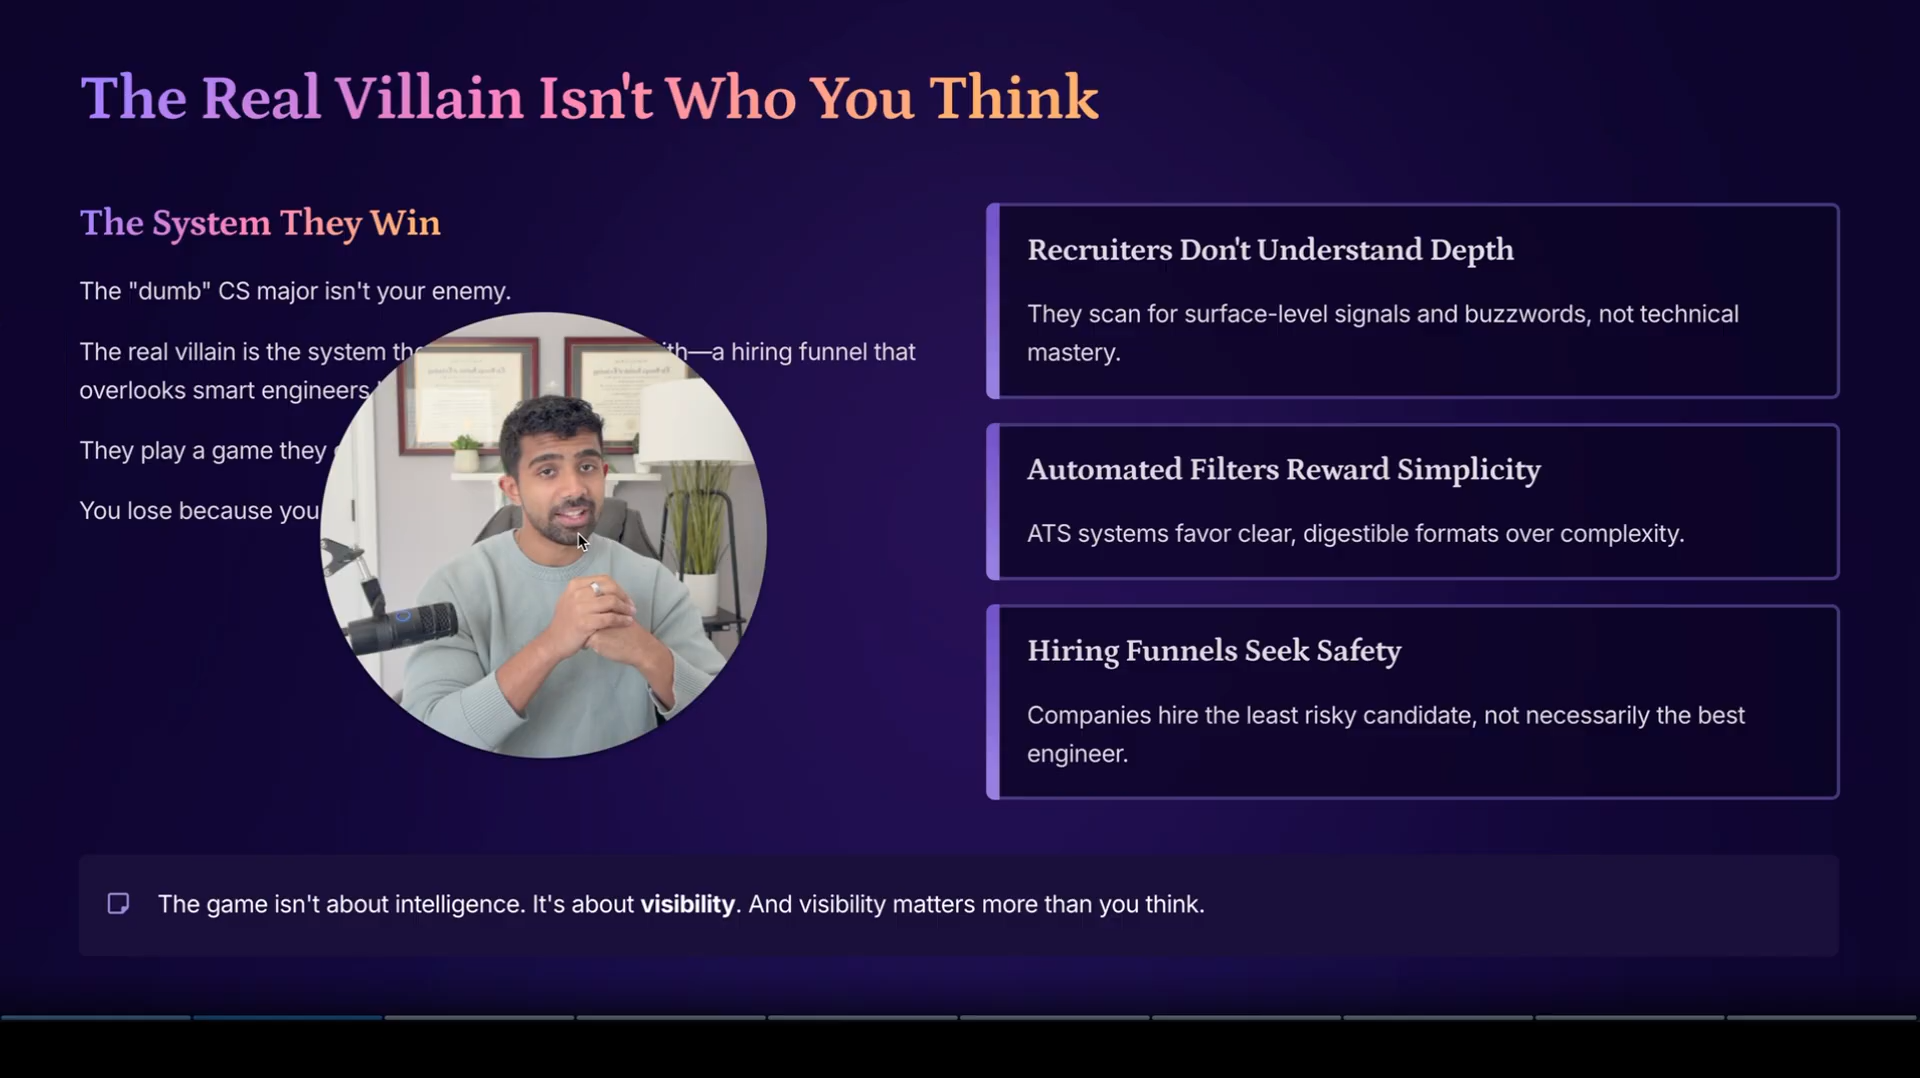 The Real Villain Isn't Who You Think
The System They Win
The "dumb" CS major isn't your enemy.
The real villain is the system —a hiring funnel that
overlooks smart engineers
They play a game they
You lose because you
Recruiters Don't Understand Depth
They scan for surface-level signals and buzzwords, not technical
mastery.
Automated Filters Reward Simplicity
ATS systems favor clear, digestible formats over complexity.
Hiring Funnels Seek Safety
Companies hire the least risky candidate, not necessarily the best
engineer.
The game isn't about intelligence. It's about visibility. And visibility matters more than you think.